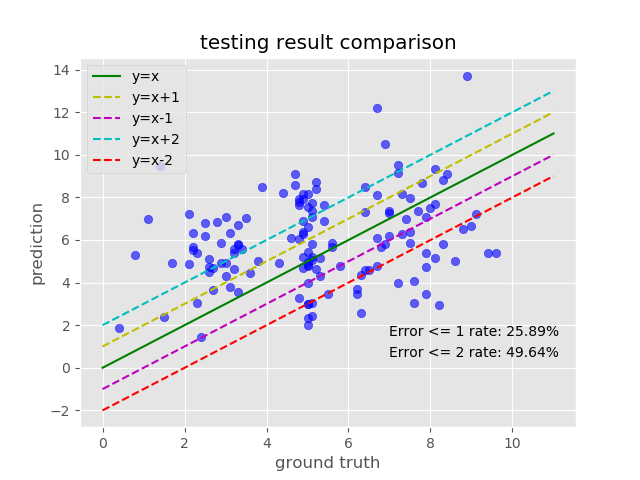 testing result comparison
14
12
10
8
6
4
2
0
−2
y=x
y=x+1
y=x-1
y=x+2
y=x-2
prediction
Error <= 1 rate: 25.89%
Error <= 2 rate: 49.64%
0
2
4
6
8
10
ground truth